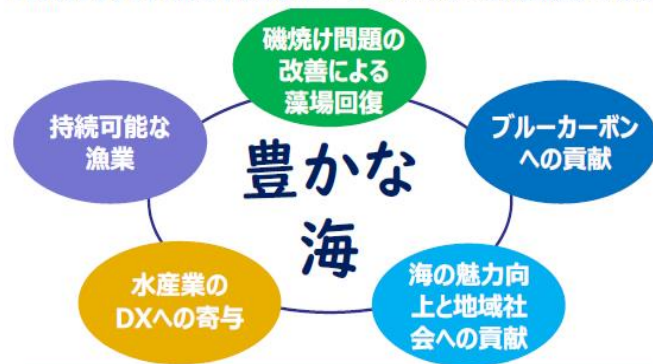 磯焼け問題の
改善による
藻場回復
持続可能な
漁業
ブルーカーボン
への貢献
豊かな
海
水産業の
DXへの寄与
海の魅力向
上と地域社
会への貢献